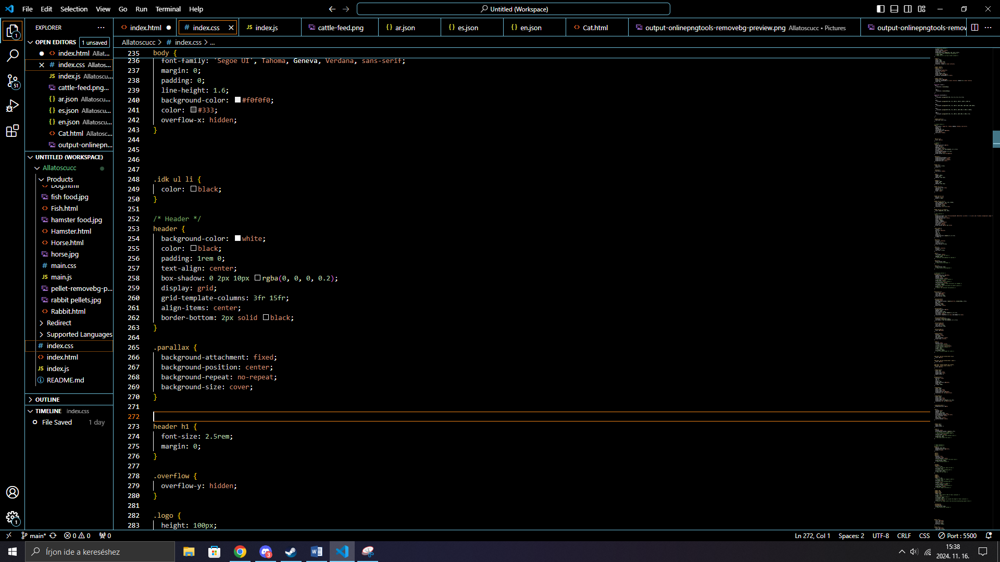 File Edit Selection View Go Run Terminal Help
Untitled (Workspace)
EXPLORER
OPEN EDITORS 1 unsaved
index.html Allat...
index.css Allatos...
JS index.js Allatoscu...
cattle-feed.png...
{} ar.json Allatoscu...
{} es.json Allatoscu...
{} en.json Allatoscu...
Cat.html Allatosc...
output-onlinepn...
UNTITLED (WORKSPACE)
Allatoscucc
Products
Dog.html
fish food.jpg
Fish.html
hamster food.jpg
Hamster.html
Horse.html
horse.jpg
# main.css
JS main.js
pellet-removebg-p...
rabbit pellets.jpg
Rabbit.html
Redirect
Supported Languages
# index.css
index.html
JS index.js
README.md
OUTLINE
TIMELINE index.css
File Saved 1 day
index.html
# index.css
JS index.js
cattle-feed.png
{} ar.json
{} es.json
{} en.json
Cat.html
output-onlinepngtools-removebg-preview.png Allatoscucc • Pictures
output-onlinepngtools-remov
Allatoscucc > # index.css > ...
235 body {
236 font-family: 'Segoe UI', Tahoma, Geneva, Verdana, sans-serif;
237 margin: 0;
238 padding: 0;
239 line-height: 1.6;
240 background-color: #f0f0f0;
241 color: #333;
242 overflow-x: hidden;
243 }
244
245
246
247
248 .idk ul li {
249 color: black;
250 }
251
252 /* Header */
253 header {
254 background-color: white;
255 color: black;
256 padding: 1rem 0;
257 text-align: center;
258 box-shadow: 0 2px 10px rgba(0, 0, 0, 0.2);
259 display: grid;
260 grid-template-columns: 3fr 15fr;
261 align-items: center;
262 border-bottom: 2px solid black;
263 }
264
265 .parallax {
266 background-attachment: fixed;
267 background-position: center;
268 background-repeat: no-repeat;
269 background-size: cover;
270 }
271
272
273 header h1 {
274 font-size: 2.5rem;
275 margin: 0;
276 }
277
278 .overflow {
279 overflow-y: hidden;
280 }
281
282 .logo {
283 height: 100px;
main* 0 0 0
Ln 272, Col 1 Spaces: 2 UTF-8 CRLF CSS Port : 5500
Írjon ide a kereséshez
15:38
2024. 11. 16.